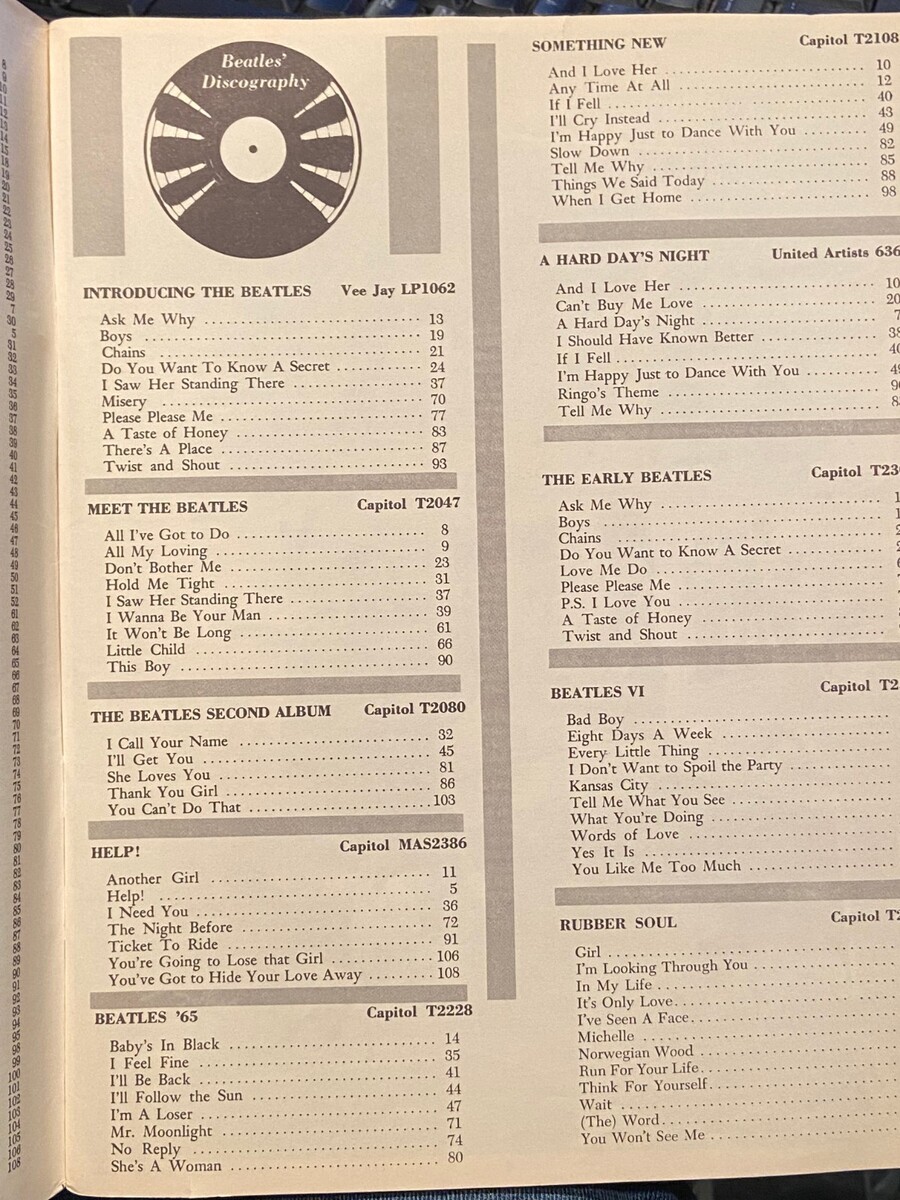 Beatles'
Discography
INTRODUCING THE BEATLES Vee Jay LP1062
Ask Me Why 13
Boys 19
Chains 21
Do You Want To Know A Secret 24
I Saw Her Standing There 37
Misery 70
Please Please Me 77
A Taste of Honey 83
There's A Place 87
Twist and Shout 93
MEET THE BEATLES Capitol T2047
All I've Got to Do 8
All My Loving 9
Don't Bother Me 23
Hold Me Tight 31
I Saw Her Standing There 37
I Wanna Be Your Man 39
It Won't Be Long 61
Little Child 66
This Boy 90
THE BEATLES SECOND ALBUM Capitol T2080
I Call Your Name 32
I'll Get You 45
She Loves You 81
Thank You Girl 86
You Can't Do That 103
HELP! Capitol MAS2386
Another Girl 11
Help! 5
I Need You 36
The Night Before 72
Ticket To Ride 91
You're Going to Lose that Girl 106
You've Got to Hide Your Love Away 108
BEATLES '65 Capitol T2228
Baby's In Black 14
I Feel Fine 35
I'll Be Back 41
I'll Follow the Sun 44
I'm A Loser 47
Mr. Moonlight 71
No Reply 74
She's A Woman 80
SOMETHING NEW Capitol T2108
And I Love Her 10
Any Time At All 12
If I Fell 40
I'll Cry Instead 43
I'm Happy Just to Dance With You 49
Slow Down 82
Tell Me Why 85
Things We Said Today 88
When I Get Home 98
A HARD DAY'S NIGHT United Artists 636
And I Love Her 10
Can't Buy Me Love 20
A Hard Day's Night 7
I Should Have Known Better 38
If I Fell 40
I'm Happy Just to Dance With You 49
Ringo's Theme
Tell Me Why
THE EARLY BEATLES Capitol T23
Ask Me Why
Boys
Chains
Do You Want to Know A Secret
Love Me Do
Please Please Me
P.S. I Love You
A Taste of Honey
Twist and Shout
BEATLES VI Capitol T2
Bad Boy
Eight Days A Week
Every Little Thing
I Don't Want to Spoil the Party
Kansas City
Tell Me What You See
What You're Doing
Words of Love
Yes It Is
You Like Me Too Much
RUBBER SOUL Capitol T2
Girl
I'm Looking Through You
In My Life
It's Only Love
I've Seen A Face
Michelle
Norwegian Wood
Run For Your Life
Think For Yourself
Wait
(The) Word
You Won't See Me